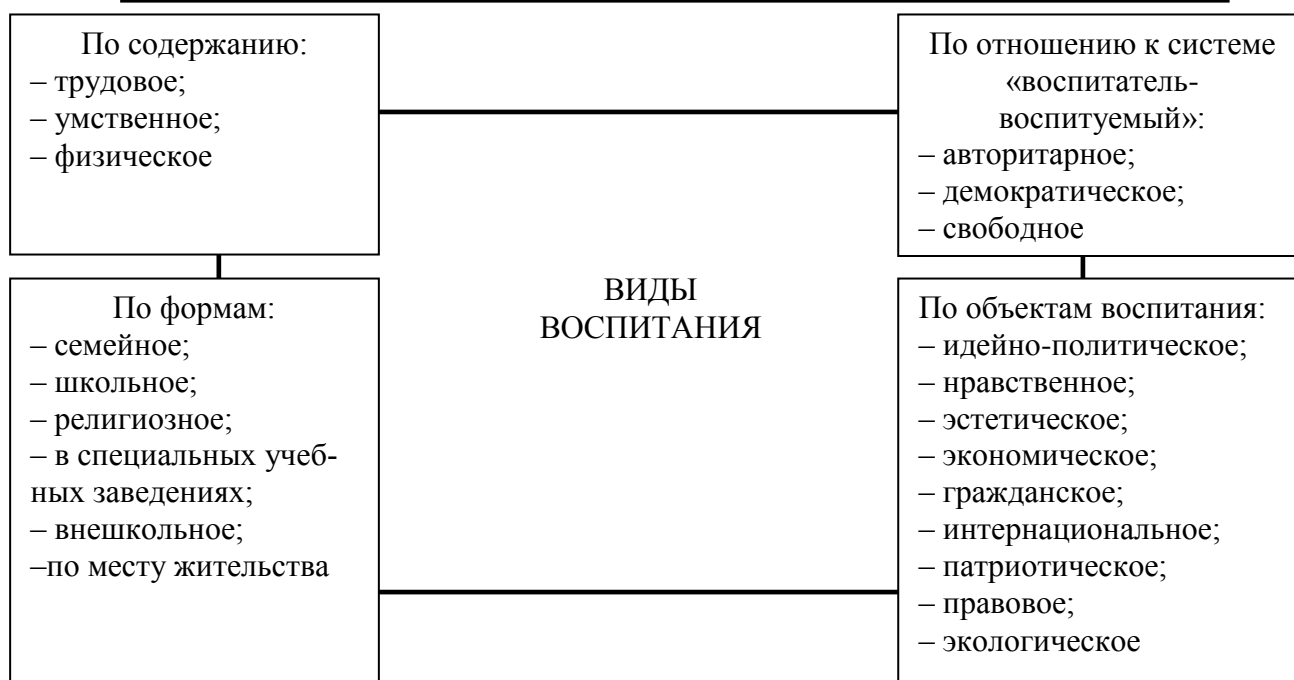 По содержанию:
– трудовое;
– умственное;
– физическое
По отношению к системе
«воспитатель-
воспитуемый»:
– авторитарное;
– демократическое;
– свободное
ВИДЫ
ВОСПИТАНИЯ
По формам:
– семейное;
– школьное;
– религиозное;
– в специальных учеб-
ных заведениях;
– внешкольное;
–по месту жительства
По объектам воспитания:
– идейно-политическое;
– нравственное;
– эстетическое;
– экономическое;
– гражданское;
– интернациональное;
– патриотическое;
– правовое;
– экологическое